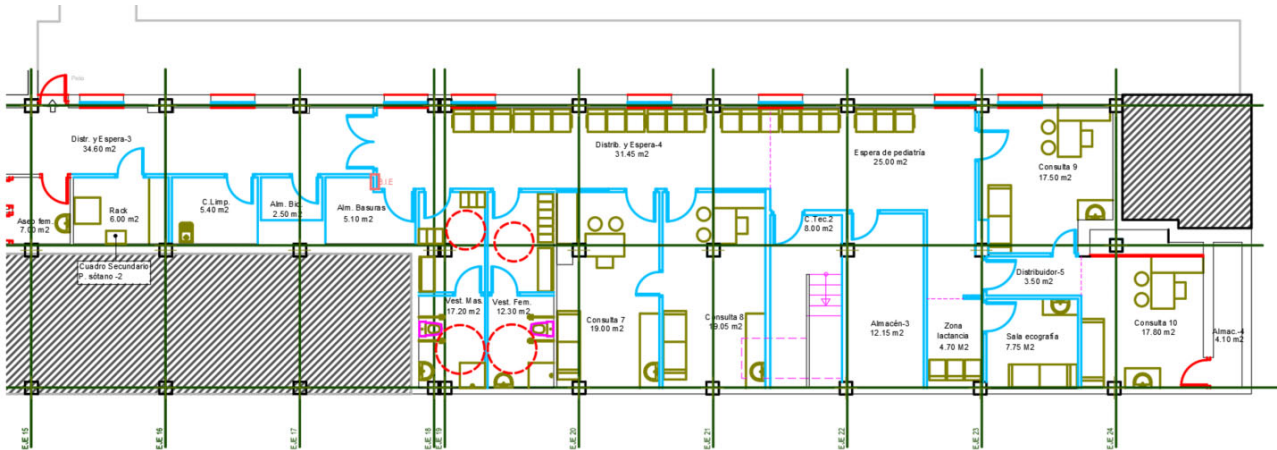 Distr. y Espera-3
34.60 m2
Distrib. y Espera-4
31.45 m2
Espera de pediatría
25.00 m2
Consulta 9
17.50 m2
B.I.E
Aseo fem.
7.00 m2
Rack
6.00 m2
C.Limp.
5.40 m2
Alm. Bio.
2.50 m2
Alm. Basuras
5.10 m2
C.Tec.2
8.00 m2
Cuadro Secundario
P. sótano -2
Distribuidor-5
3.50 m2
Vest. Mas.
17.20 m2
Vest. Fem.
12.30 m2
Consulta 7
19.00 m2
Consulta 8
19.05 m2
Almacén-3
12.15 m2
Zona
lactancia
4.70 M2
Sala ecografía
7.75 M2
Consulta 10
17.80 m2
Almac.-4
4.10 m2
EJE 15
EJE 16
EJE 17
EJE 18
EJE 19
EJE 20
EJE 21
EJE 22
EJE 23
EJE 24